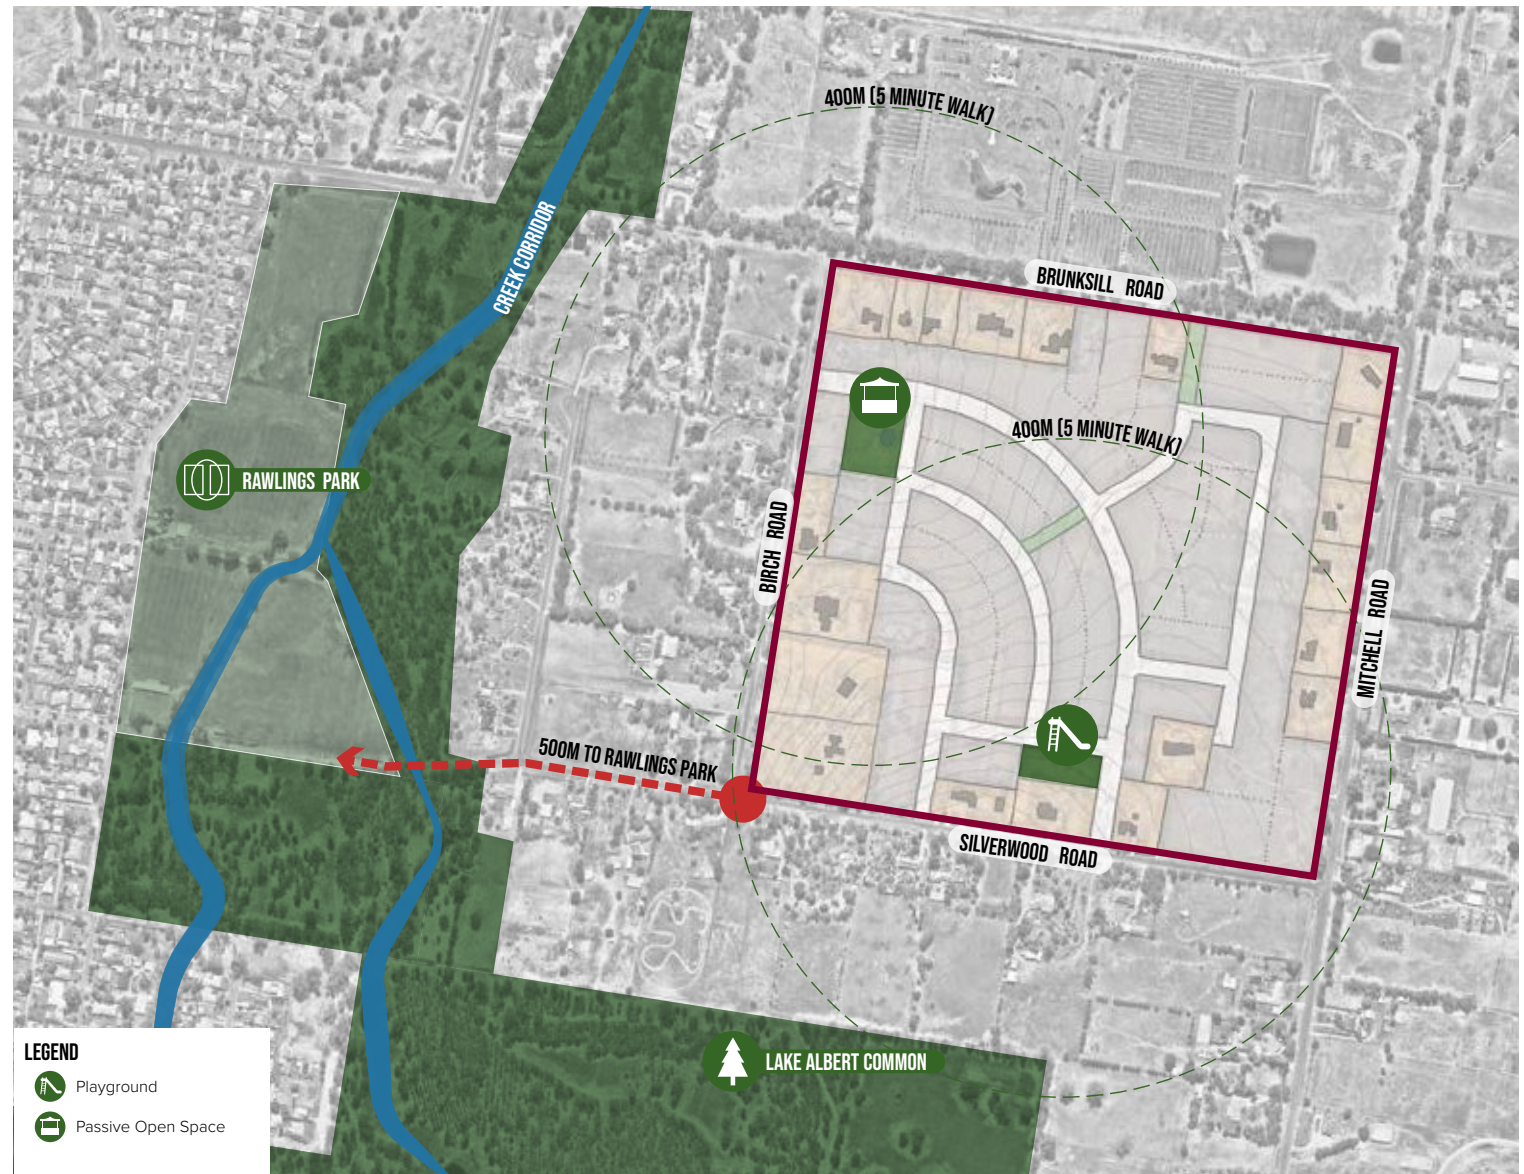 400M (5 MINUTE WALK)
CREEK CORRIDOR
BRUNKSILL ROAD
400M (5 MINUTE WALK)
RAWLINGS PARK
BIRCH ROAD
MITCHELL ROAD
500M TO RAWLINGS PARK
SILVERWOOD ROAD
LAKE ALBERT COMMON
LEGEND
Playground
Passive Open Space